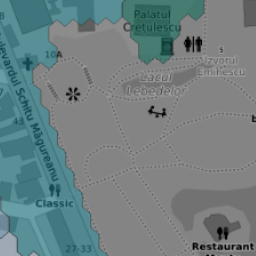 Palatul
Crețulescu
10A
Izvorul
Eminescu
Lacul
Lebedelor
Bulevardul Schitu Măgureanu
Classic
27-33
Restaurant